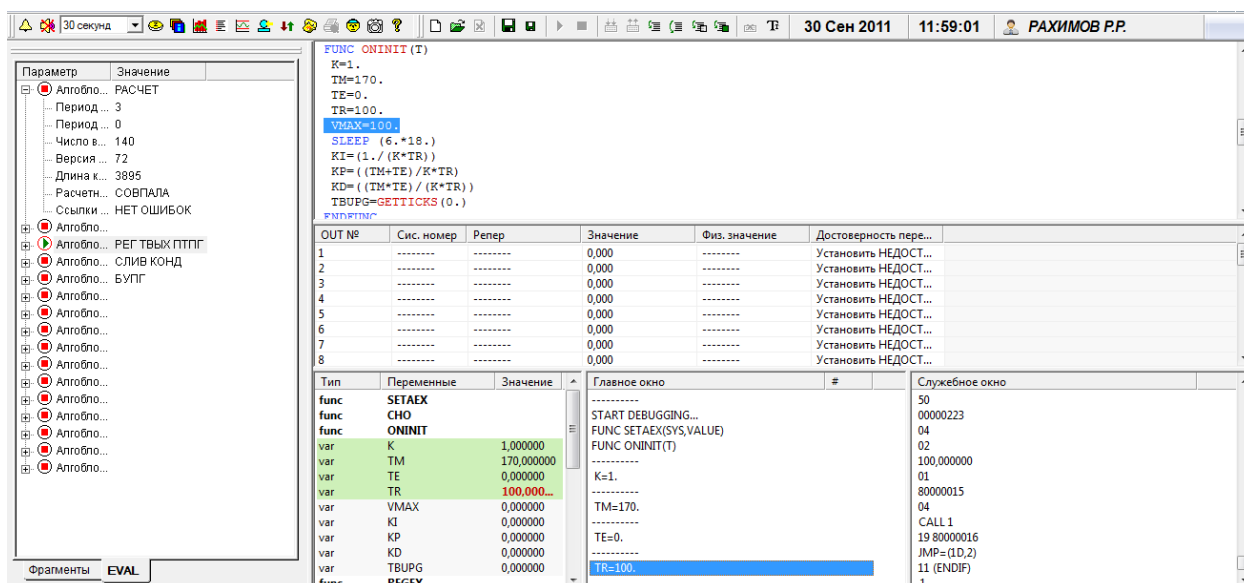 30 секунд 30 Сен 2011 11:59:01 РАХИМОВ Р.Р.
Параметр Значение
Алгобло... РАСЧЕТ
Период ... 3
Период ... 0
Число в... 140
Версия ... 72
Длина к... 3895
Расчетн... СОВПАЛА
Ссылки ... НЕТ ОШИБОК
Алгобло...
Алгобло... РЕГ ТВЫХ ПТПГ
Алгобло... СЛИВ КОНД
Алгобло... БУПГ
Алгобло...
Алгобло...
Алгобло...
Алгобло...
Алгобло...
Алгобло...
Алгобло...
Алгобло...
Алгобло...
Алгобло...
Алгобло...
Фрагменты EVAL
FUNC ONINIT(T)
K=1.
TM=170.
TE=0.
TR=100.
VMAX=100.
SLEEP (6.*18.)
KI=(1./(K*TR))
KP=((TM+TE)/K*TR)
KD=((TM*TE)/(K*TR))
TBUPG=GETTICKS(0.)
ENDFUNC
OUT № Сис. номер Репер Значение Физ. значение Достоверность пере...
1 -------- -------- 0,000 -------- Установить НЕДОСТ...
2 -------- -------- 0,000 -------- Установить НЕДОСТ...
3 -------- -------- 0,000 -------- Установить НЕДОСТ...
4 -------- -------- 0,000 -------- Установить НЕДОСТ...
5 -------- -------- 0,000 -------- Установить НЕДОСТ...
6 -------- -------- 0,000 -------- Установить НЕДОСТ...
7 -------- -------- 0,000 -------- Установить НЕДОСТ...
8 -------- -------- 0,000 -------- Установить НЕДОСТ...
Тип Переменные Значение
func SETAEX
func CHO
func ONINIT
var K 1,000000
var TM 170,000000
var TE 0,000000
var TR 100,000...
var VMAX 0,000000
var KI 0,000000
var KP 0,000000
var KD 0,000000
var TBUPG 0,000000
func REGEX
Главное окно #
----------
START DEBUGGING...
FUNC SETAEX(SYS,VALUE)
FUNC ONINIT(T)
----------
K=1.
----------
TM=170.
----------
TE=0.
----------
TR=100.
Служебное окно
50
00000223
04
02
100,000000
01
80000015
04
CALL 1
19 80000016
JMP=(1D,2)
11 (ENDIF)